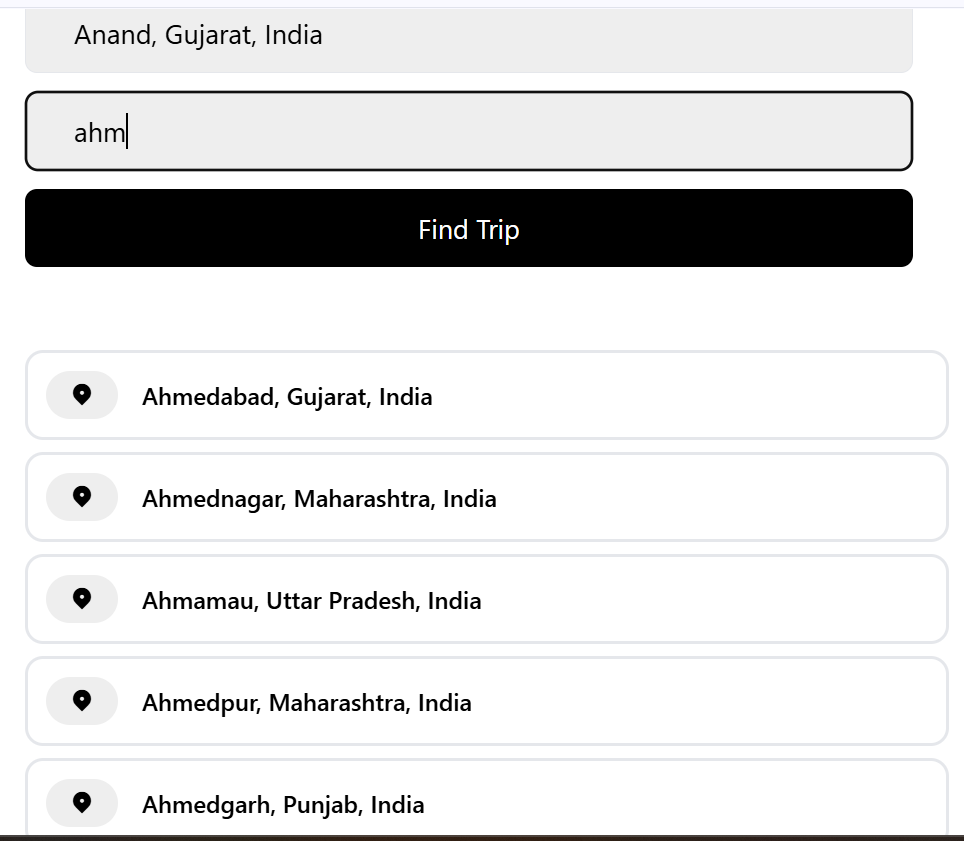 Anand, Gujarat, India
ahm
Find Trip
Ahmedabad, Gujarat, India
Ahmednagar, Maharashtra, India
Ahmamau, Uttar Pradesh, India
Ahmedpur, Maharashtra, India
Ahmedgarh, Punjab, India